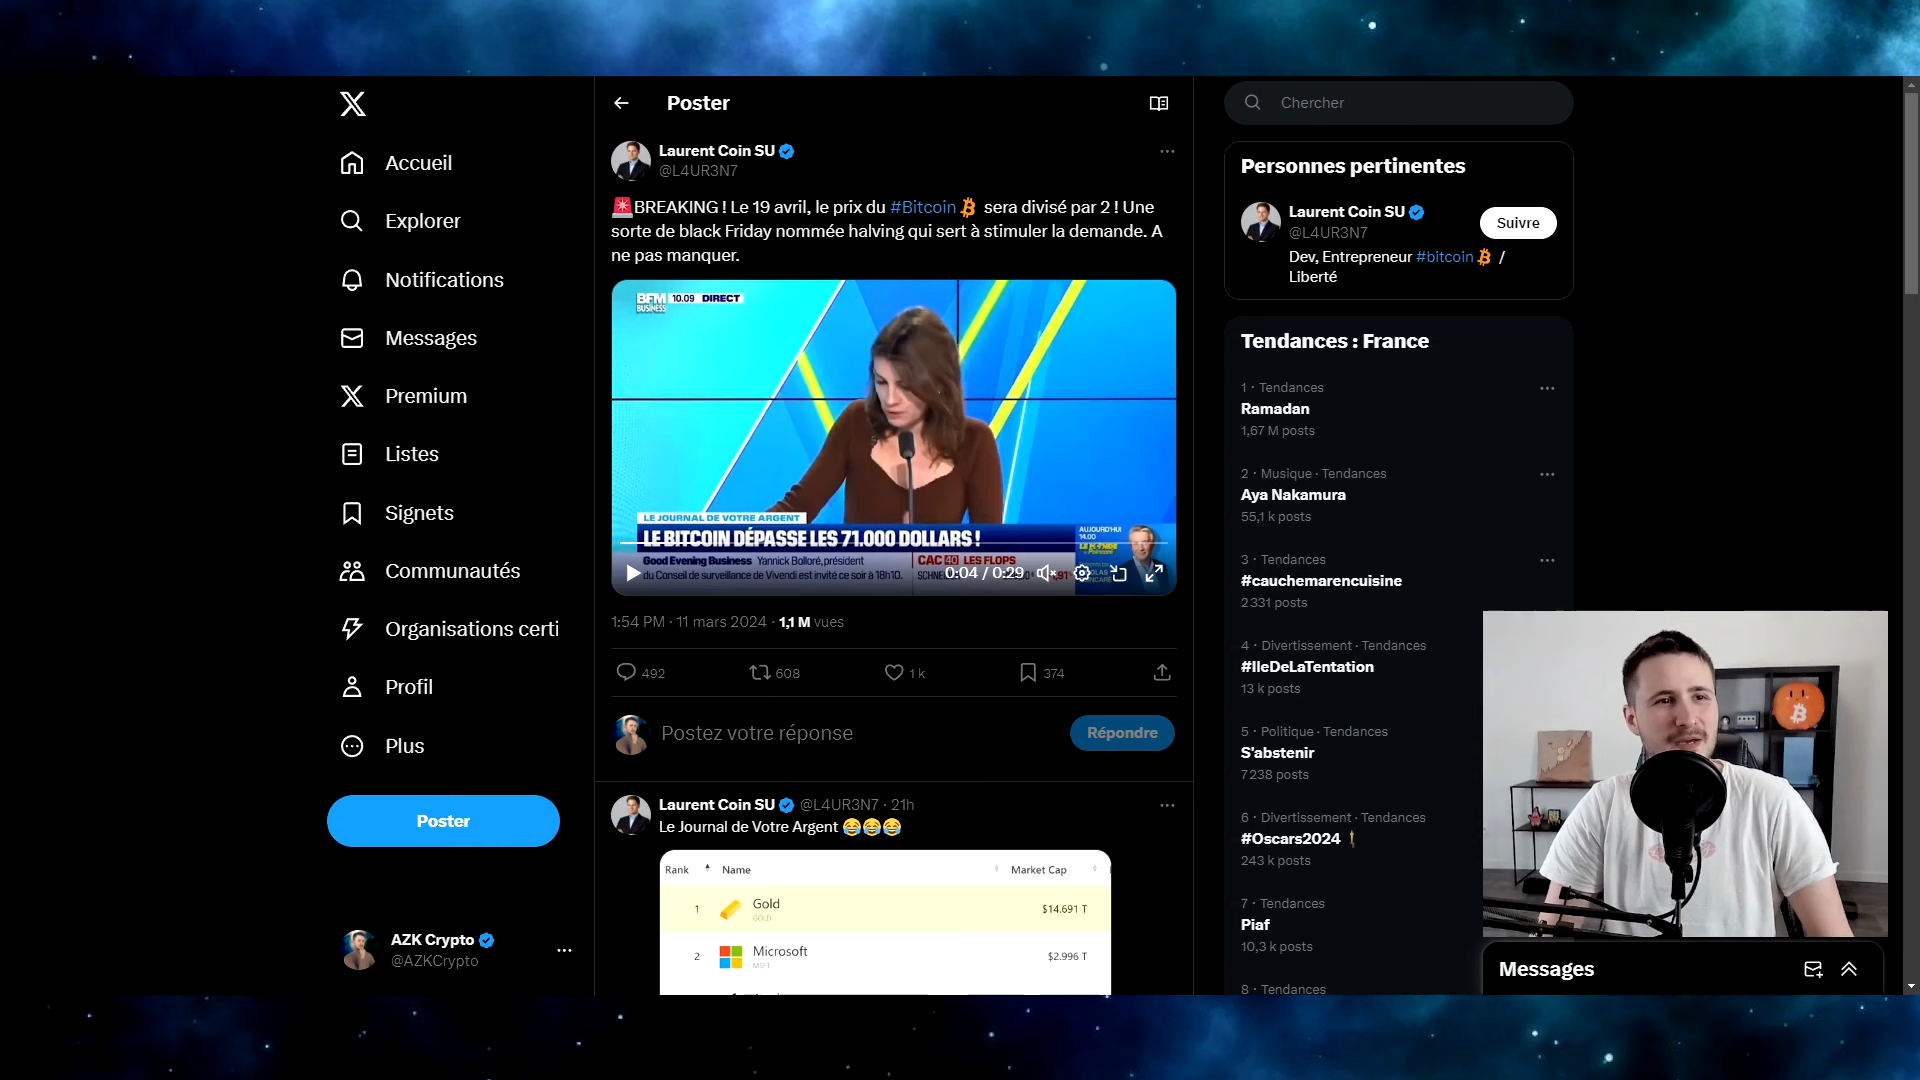 Accueil
Explorer
Notifications
Messages
Premium
Listes
Signets
Communautés
Organisations certi
Profil
Plus
Poster
AZK Crypto
@AZKCrypto
Poster
Laurent Coin SU
@L4UR3N7
BREAKING ! Le 19 avril, le prix du #Bitcoin sera divisé par 2 ! Une
sorte de black Friday nommée halving qui sert à stimuler la demande. A
ne pas manquer.
BFM BUSINESS 10.09 DIRECT
LE JOURNAL DE VOTRE ARGENT
LE BITCOIN DÉPASSE LES 71.000 DOLLARS !
Good Evening Business Yannick Bolloré, président
du Conseil de surveillance de Vivendi est invité ce soir à 18h10.
CAC 40 LES FLOPS
AUJOURD'HUI
14.00
0:04 / 0:29
1:54 PM · 11 mars 2024 · 1,1 M vues
492 608 1 k 374
Postez votre réponse
Répondre
Laurent Coin SU @L4UR3N7 · 21h
Le Journal de Votre Argent
Rank Name Market Cap
1 Gold $14.691 T
GOLD
2 Microsoft $2.996 T
MSFT
Chercher
Personnes pertinentes
Laurent Coin SU
@L4UR3N7
Suivre
Dev, Entrepreneur #bitcoin /
Liberté
Tendances : France
1 · Tendances
Ramadan
1,67 M posts
2 · Musique · Tendances
Aya Nakamura
55,1 k posts
3 · Tendances
#cauchemarencuisine
2 331 posts
4 · Divertissement · Tendances
#IleDeLaTentation
13 k posts
5 · Politique · Tendances
S'abstenir
7 238 posts
6 · Divertissement · Tendances
#Oscars2024
243 k posts
7 · Tendances
Piaf
10,3 k posts
8 · Tendances
Messages